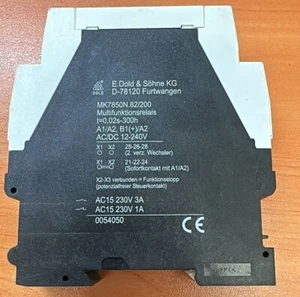 DOLD
E.Dold & Söhne KG
D-78120 Furtwangen
MK7850N.82/200
Multifunktionsrelais
t=0,02s-300h
A1/A2, B1(+)/A2
AC/DC 12-240V
X1 X2 25-26-28
(2. verz. Wechsler)
X1 X2 21-22-24
(Sofortkontakt mit A1/A2)
X2-X3 verbunden = Funktionsstopp
(potenzialfreier Steuerkontakt)
AC15 230V 3A
AC15 230V 1A
0054050
CE